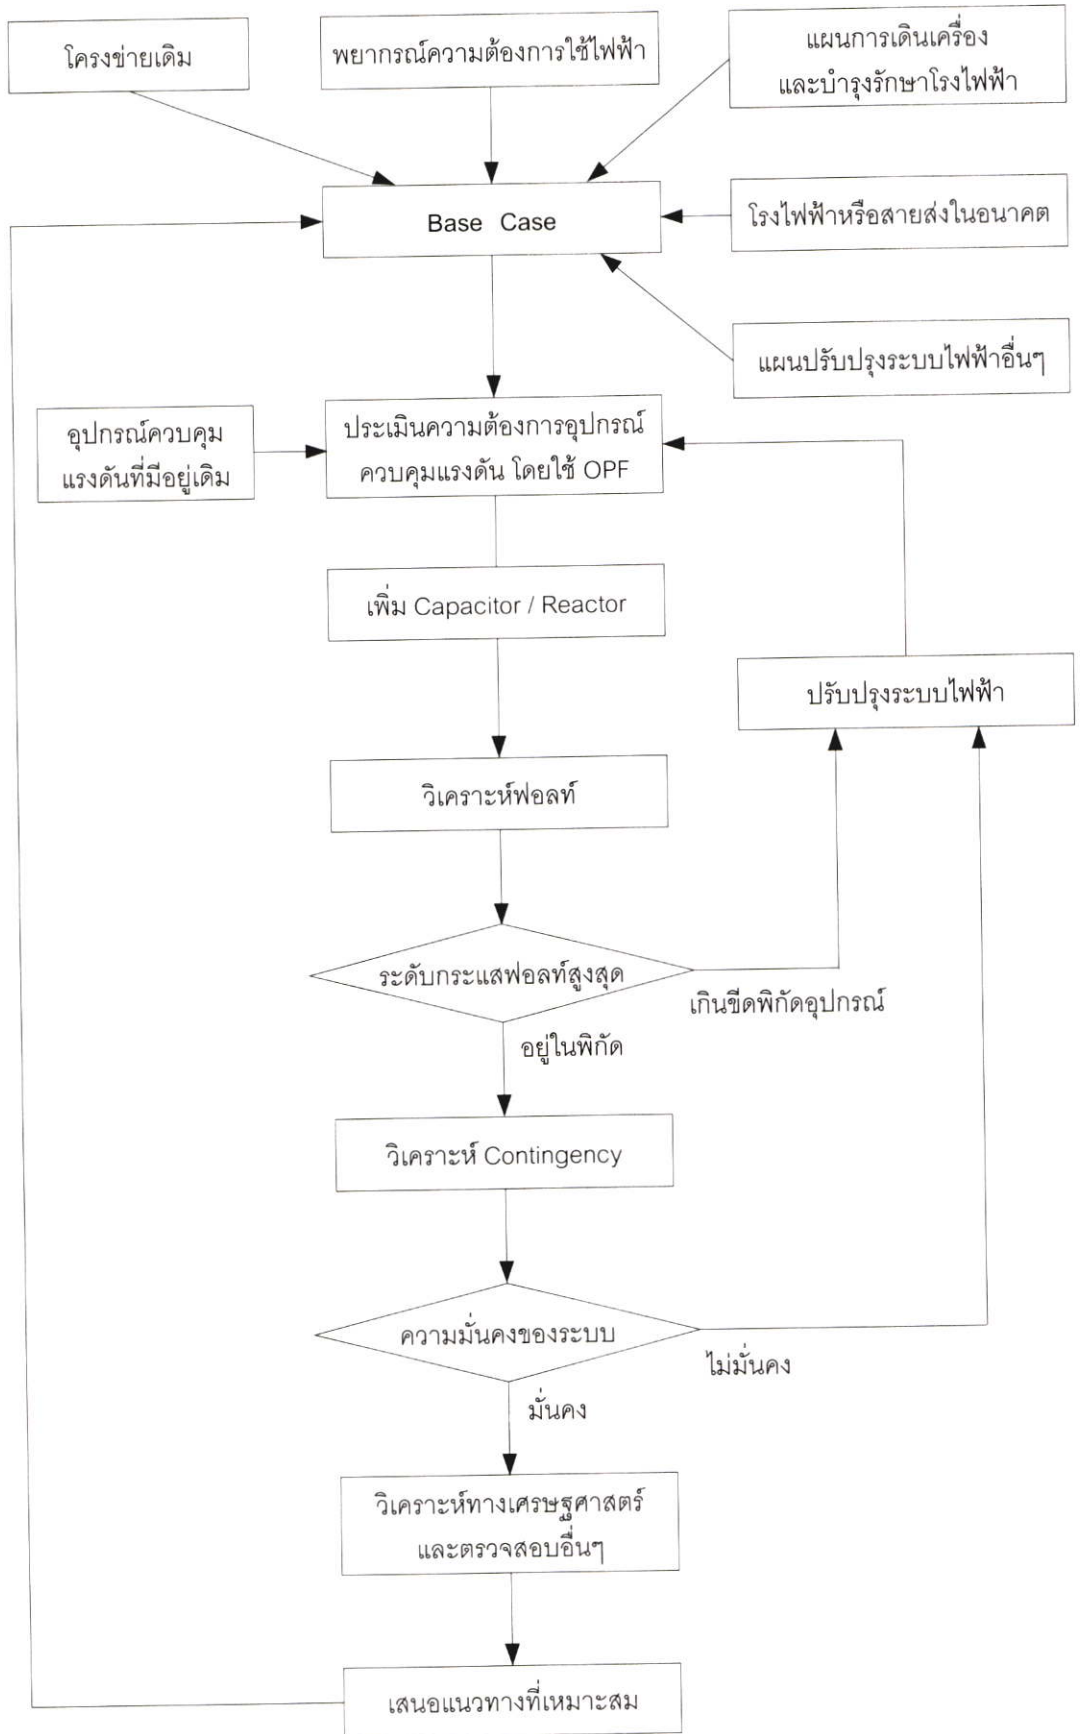 โครงข่ายเดิม
พยากรณ์ความต้องการใช้ไฟฟ้า
แผนการเดินเครื่อง
และบำรุงรักษาโรงไฟฟ้า
Base Case
โรงไฟฟ้าหรือสายส่งในอนาคต
แผนปรับปรุงระบบไฟฟ้าอื่นๆ
อุปกรณ์ควบคุม
แรงดันที่มีอยู่เดิม
ประเมินความต้องการอุปกรณ์
ควบคุมแรงดัน โดยใช้ OPF
เพิ่ม Capacitor / Reactor
ปรับปรุงระบบไฟฟ้า
วิเคราะห์ฟอลท์
ระดับกระแสฟอลท์สูงสุด
เกินขีดพิกัดอุปกรณ์
อยู่ในพิกัด
วิเคราะห์ Contingency
ความมั่นคงของระบบ
ไม่มั่นคง
มั่นคง
วิเคราะห์ทางเศรษฐศาสตร์
และตรวจสอบอื่นๆ
เสนอแนวทางที่เหมาะสม